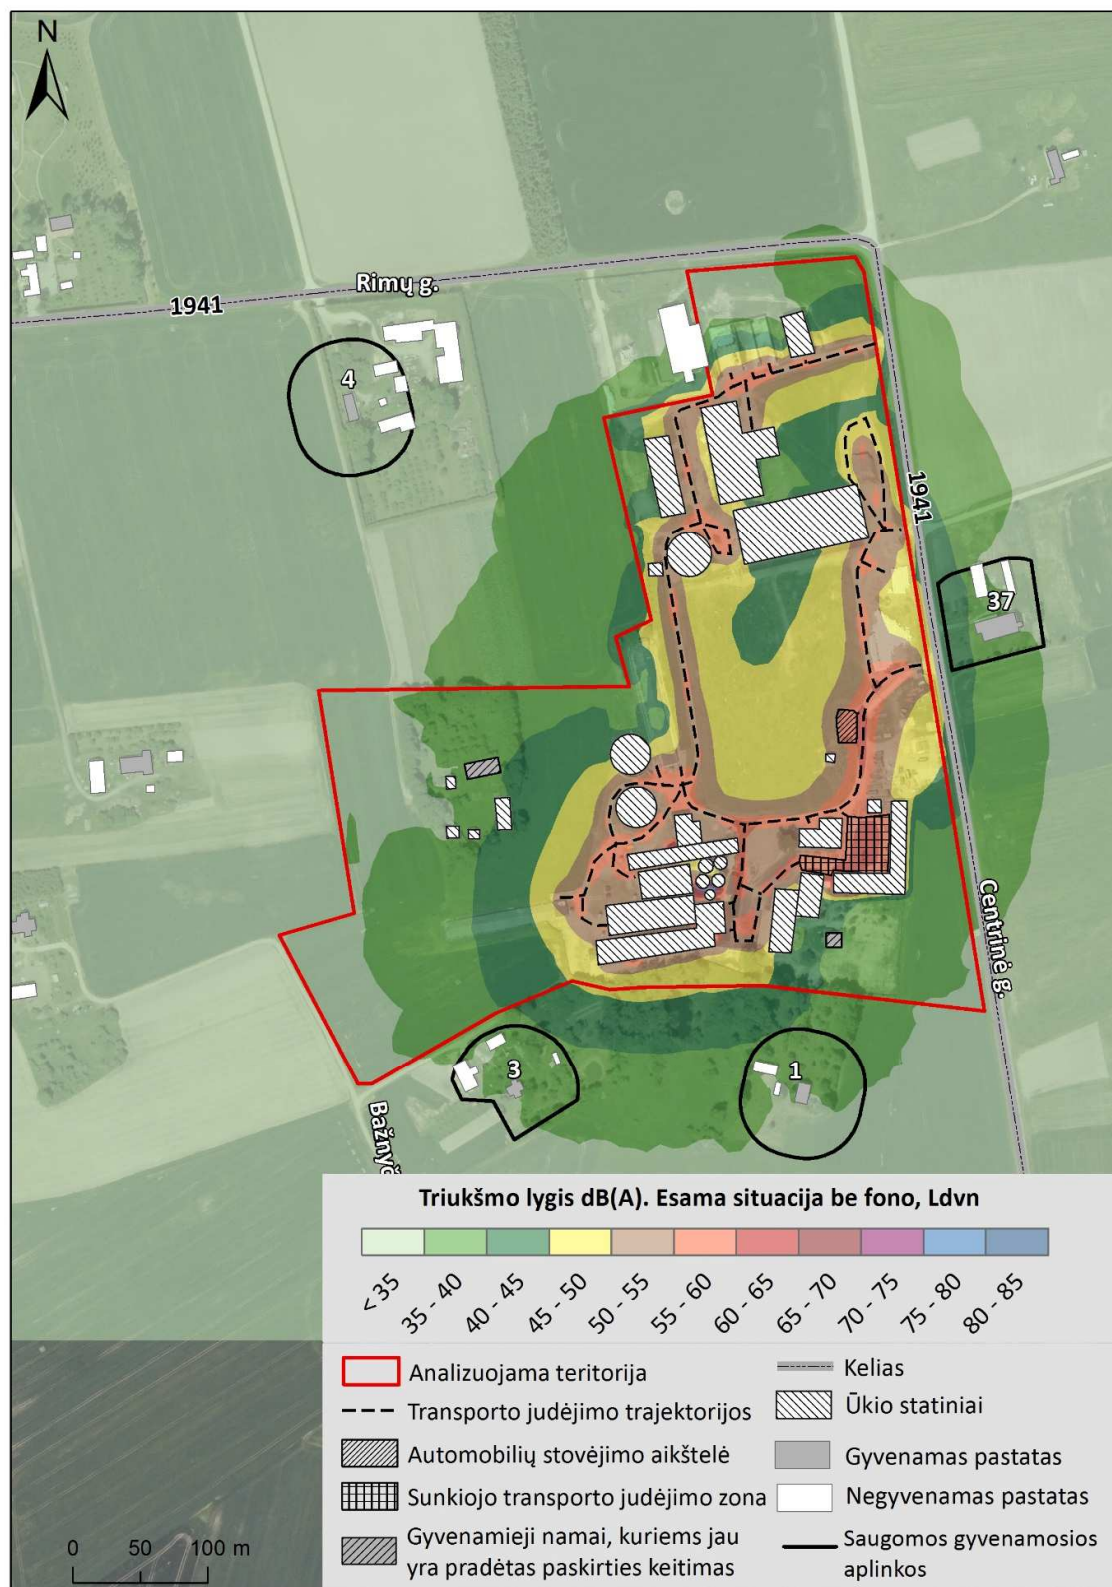 N
Rimų g.
1941
4
1941
37
Centrinė g.
3
1
Triukšmo lygis dB(A). Esama situacija be fono, Ldvn
< 35
35 - 40
40 - 45
45 - 50
50 - 55
55 - 60
60 - 65
65 - 70
70 - 75
75 - 80
80 - 85
Analizuojama teritorija
Transporto judėjimo trajektorijos
Automobilių stovėjimo aikštelė
Sunkiojo transporto judėjimo zona
Gyvenamieji namai, kuriems jau
yra pradėtas paskirties keitimas
Kelias
Ūkio statiniai
Gyvenamas pastatas
Negyvenamas pastatas
Saugomos gyvenamosios
aplinkos
0 50 100 m